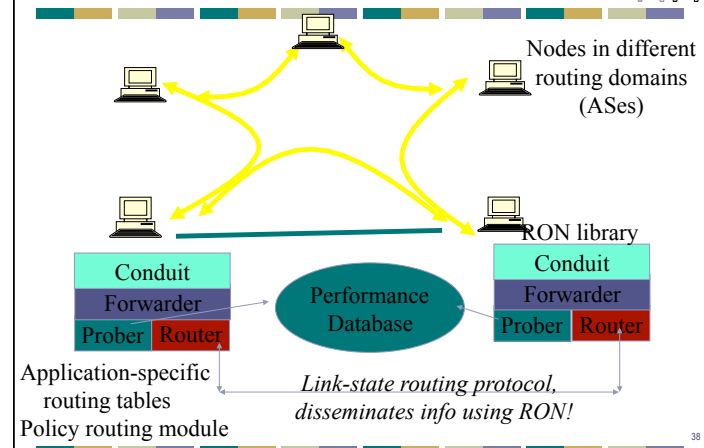 Nodes in different
routing domains
(ASes)
RON library
Conduit
Forwarder
Prober Router
Performance
Database
Conduit
Forwarder
Prober Router
Application-specific
routing tables
Policy routing module
Link-state routing protocol,
disseminates info using RON!
38